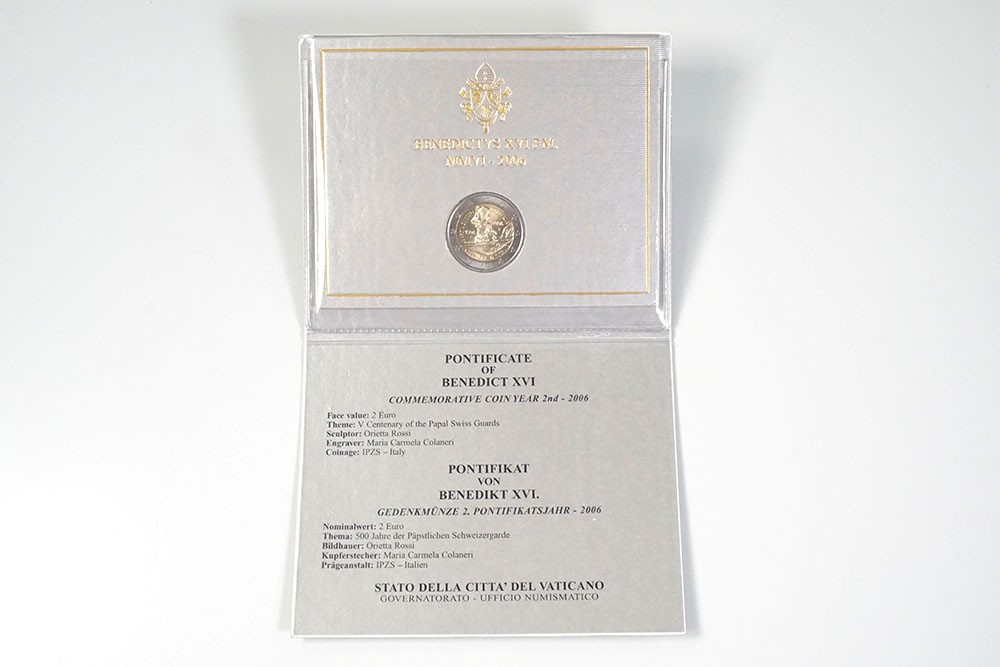 BENEDICTVS XVI P.M.
MMVI - 2006
PONTIFICATE
OF
BENEDICT XVI
COMMEMORATIVE COIN YEAR 2nd - 2006
Face value: 2 Euro
Theme: V Centenary of the Papal Swiss Guards
Sculptor: Orietta Rossi
Engraver: Maria Carmela Colaneri
Coinage: IPZS – Italy
PONTIFIKAT
VON
BENEDIKT XVI.
GEDENKMÜNZE 2. PONTIFIKATSJAHR - 2006
Nominalwert: 2 Euro
Thema: 500 Jahre der Päpstlichen Schweizergarde
Bildhauer: Orietta Rossi
Kupferstecher: Maria Carmela Colaneri
Prägeanstalt: IPZS – Italien
STATO DELLA CITTA' DEL VATICANO
GOVERNATORATO - UFFICIO NUMISMATICO